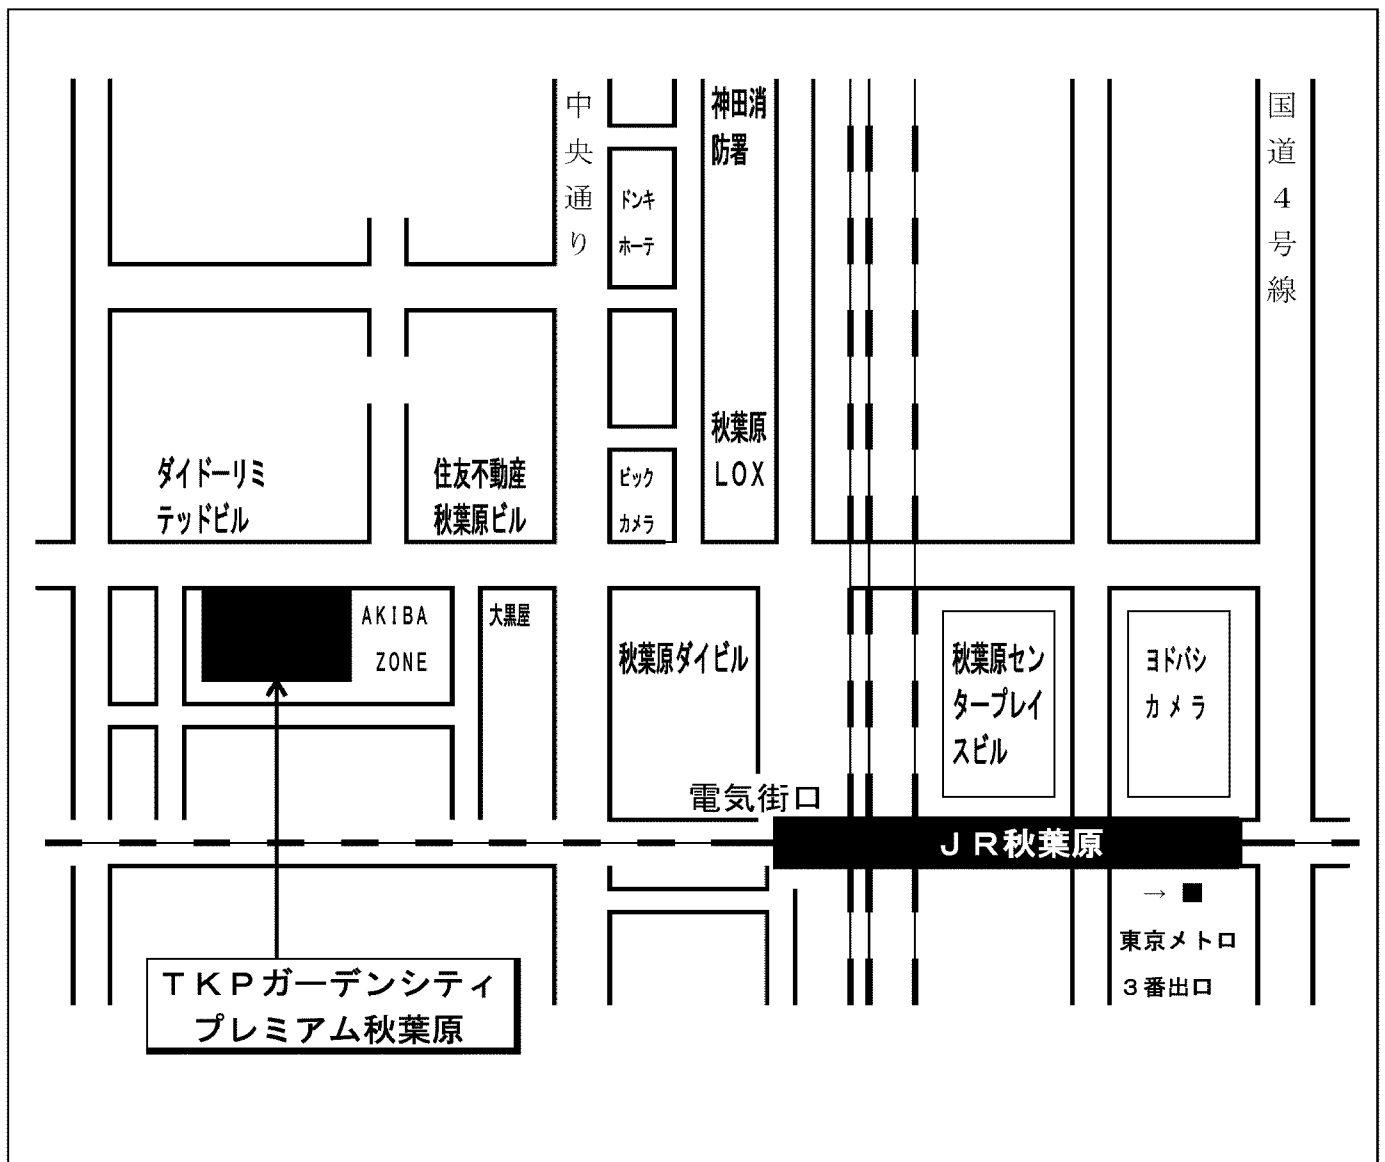 中央通り
神田消
防署
国道４号線
ドンキ
ホーテ
秋葉原
ＬＯＸ
ダイドーリミ
テッドビル
住友不動産
秋葉原ビル
ビック
カメラ
ＡＫＩＢＡ
ＺＯＮＥ
大黒屋
秋葉原ダイビル
秋葉原セン
タープレイ
スビル
ヨドバシ
カメラ
電気街口
ＪＲ秋葉原
→ ■
東京メトロ
３番出口
ＴＫＰガーデンシティ
プレミアム秋葉原